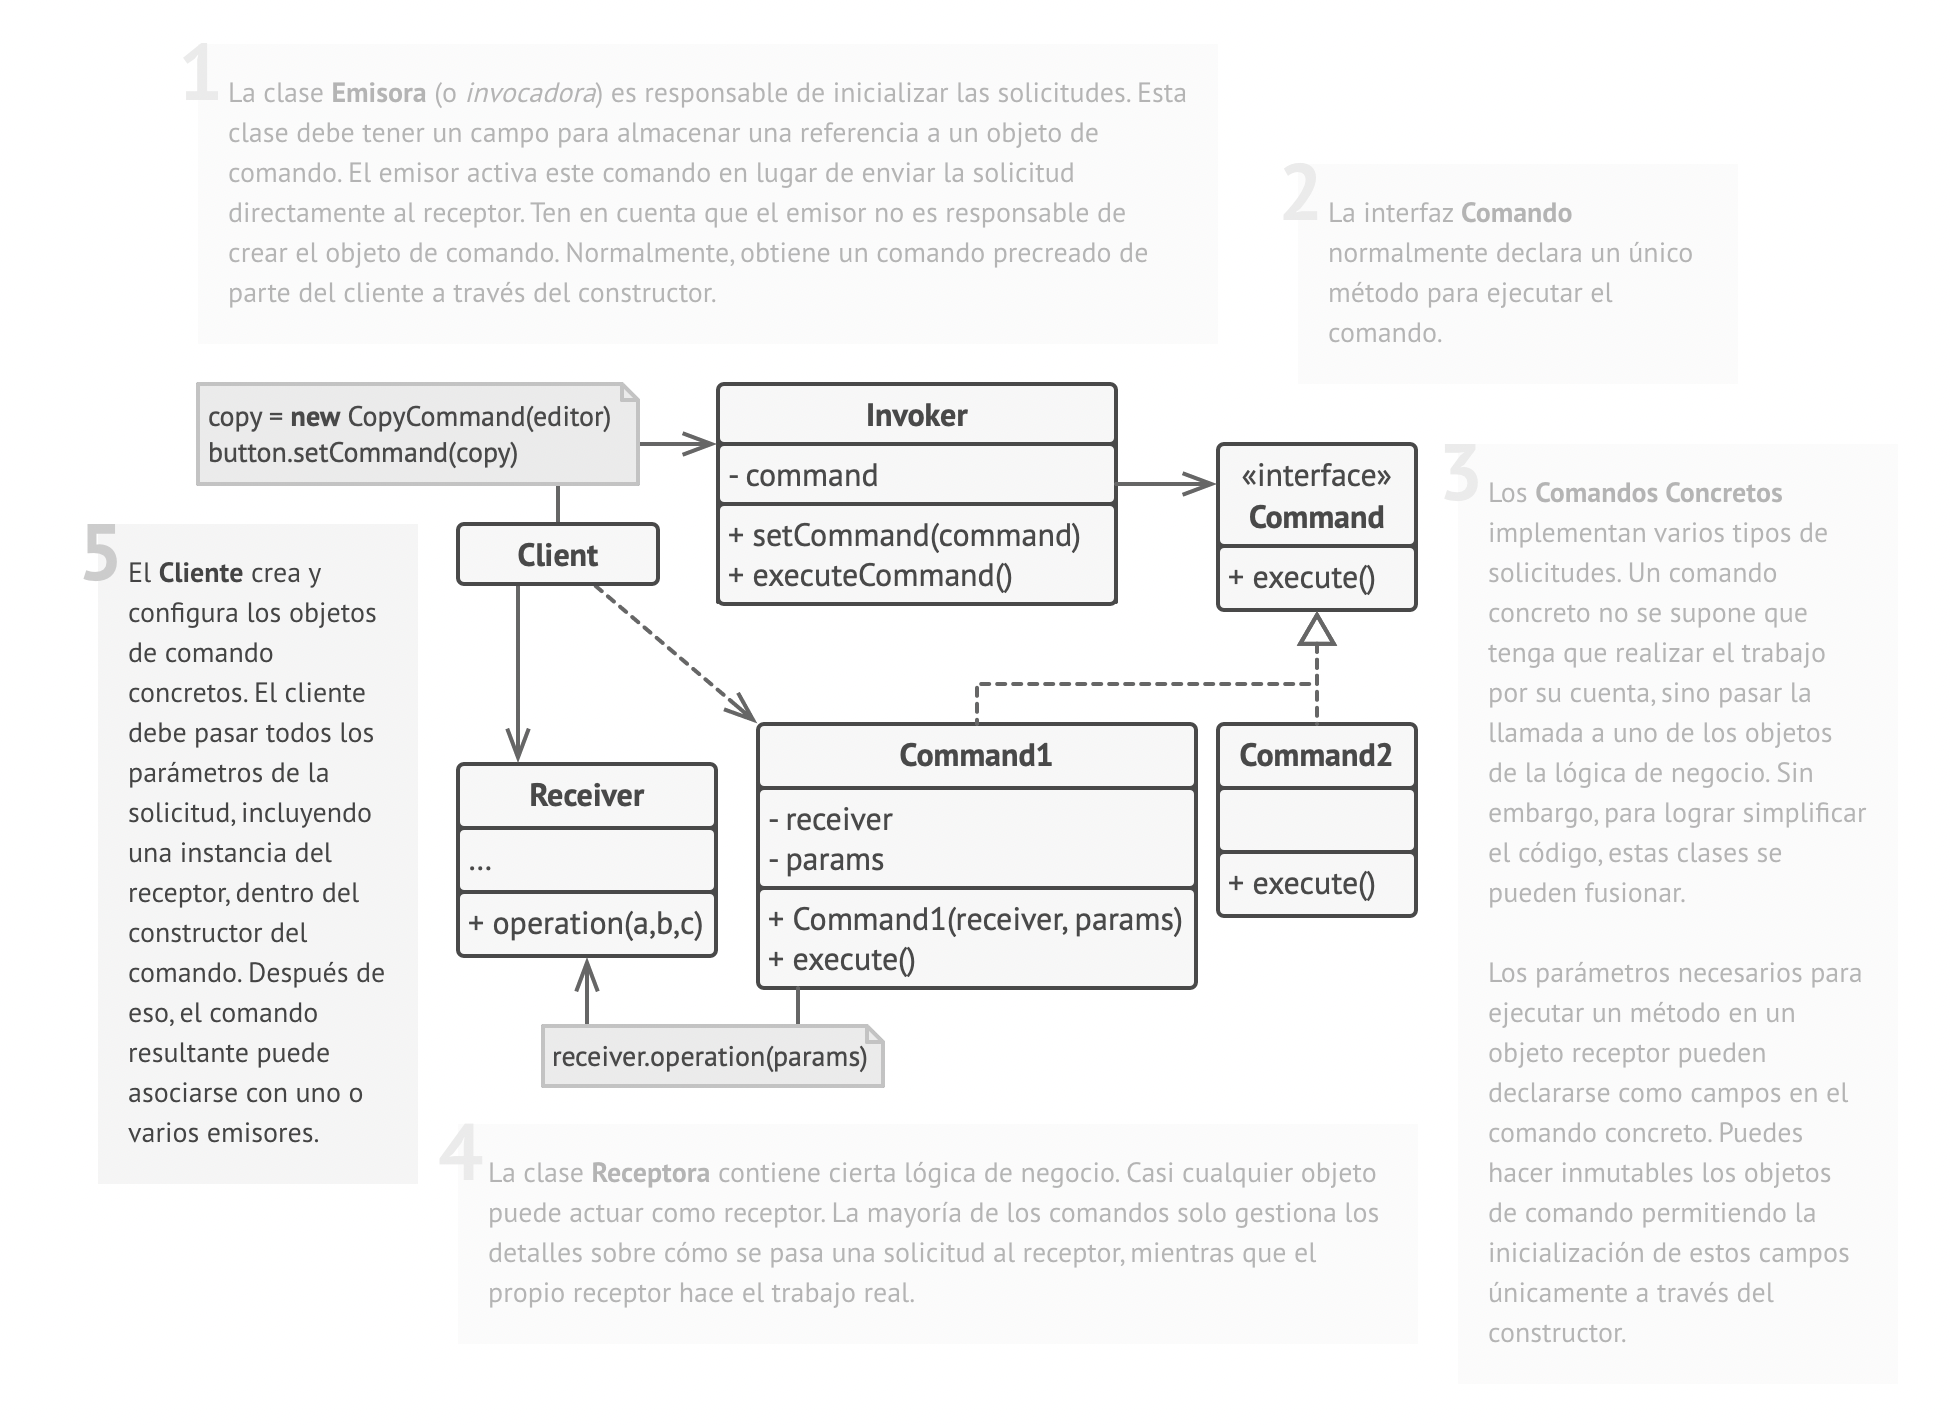 1
La clase Emisora (o invocadora) es responsable de inicializar las solicitudes. Esta
clase debe tener un campo para almacenar una referencia a un objeto de
comando. El emisor activa este comando en lugar de enviar la solicitud
directamente al receptor. Ten en cuenta que el emisor no es responsable de
crear el objeto de comando. Normalmente, obtiene un comando precreado de
parte del cliente a través del constructor.
2
La interfaz Comando
normalmente declara un único
método para ejecutar el
comando.
copy = new CopyCommand(editor)
button.setCommand(copy)
Invoker
- command
+ setCommand(command)
+ executeCommand()
«interface»
Command
+ execute()
3
Los Comandos Concretos
implementan varios tipos de
solicitudes. Un comando
concreto no se supone que
tenga que realizar el trabajo
por su cuenta, sino pasar la
llamada a uno de los objetos
de la lógica de negocio. Sin
embargo, para lograr simplificar
el código, estas clases se
pueden fusionar.
Los parámetros necesarios para
ejecutar un método en un
objeto receptor pueden
declararse como campos en el
comando concreto. Puedes
hacer inmutables los objetos
de comando permitiendo la
inicialización de estos campos
únicamente a través del
constructor.
Client
5
El Cliente crea y
configura los objetos
de comando
concretos. El cliente
debe pasar todos los
parámetros de la
solicitud, incluyendo
una instancia del
receptor, dentro del
constructor del
comando. Después de
eso, el comando
resultante puede
asociarse con uno o
varios emisores.
Receiver
...
+ operation(a,b,c)
Command1
- receiver
- params
+ Command1(receiver, params)
+ execute()
Command2
+ execute()
receiver.operation(params)
4
La clase Receptora contiene cierta lógica de negocio. Casi cualquier objeto
puede actuar como receptor. La mayoría de los comandos solo gestiona los
detalles sobre cómo se pasa una solicitud al receptor, mientras que el
propio receptor hace el trabajo real.